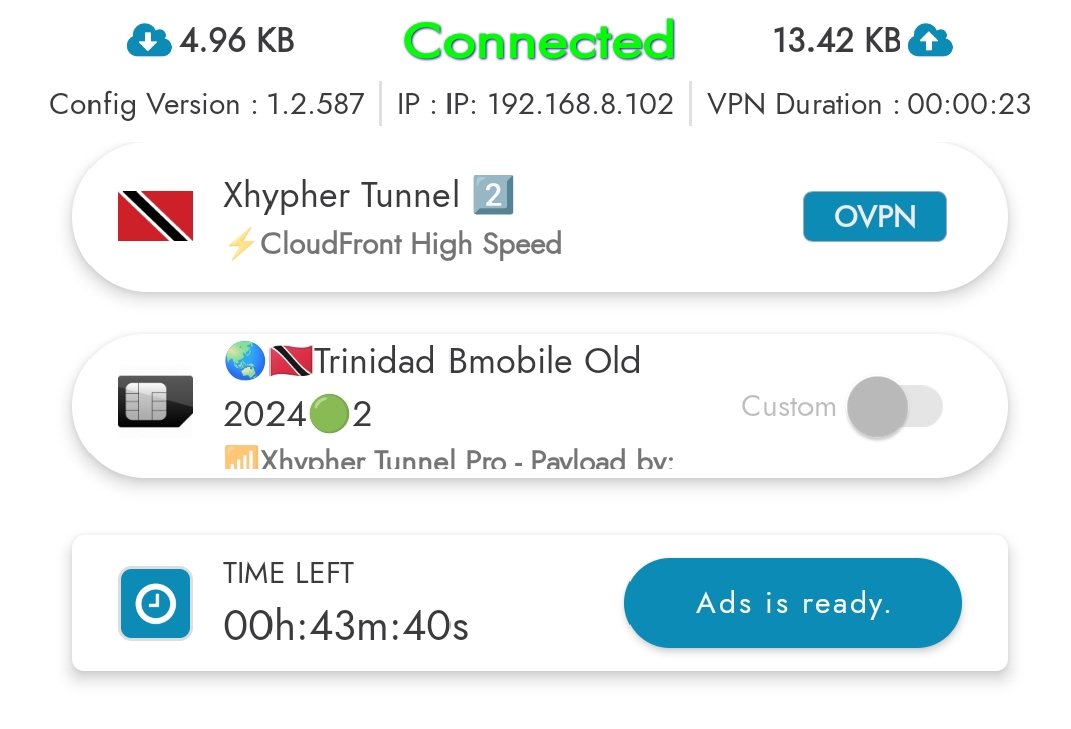 4.96 KB
Connected
13.42 KB
Config Version : 1.2.587
IP : IP: 192.168.8.102
VPN Duration : 00:00:23
Xhypher Tunnel 2️⃣
⚡CloudFront High Speed
OVPN
🌏🇹🇹Trinidad Bmobile Old
2024🟢2
Custom
📶Xhypher Tunnel Pro - Payload by:
TIME LEFT
00h:43m:40s
Ads is ready.